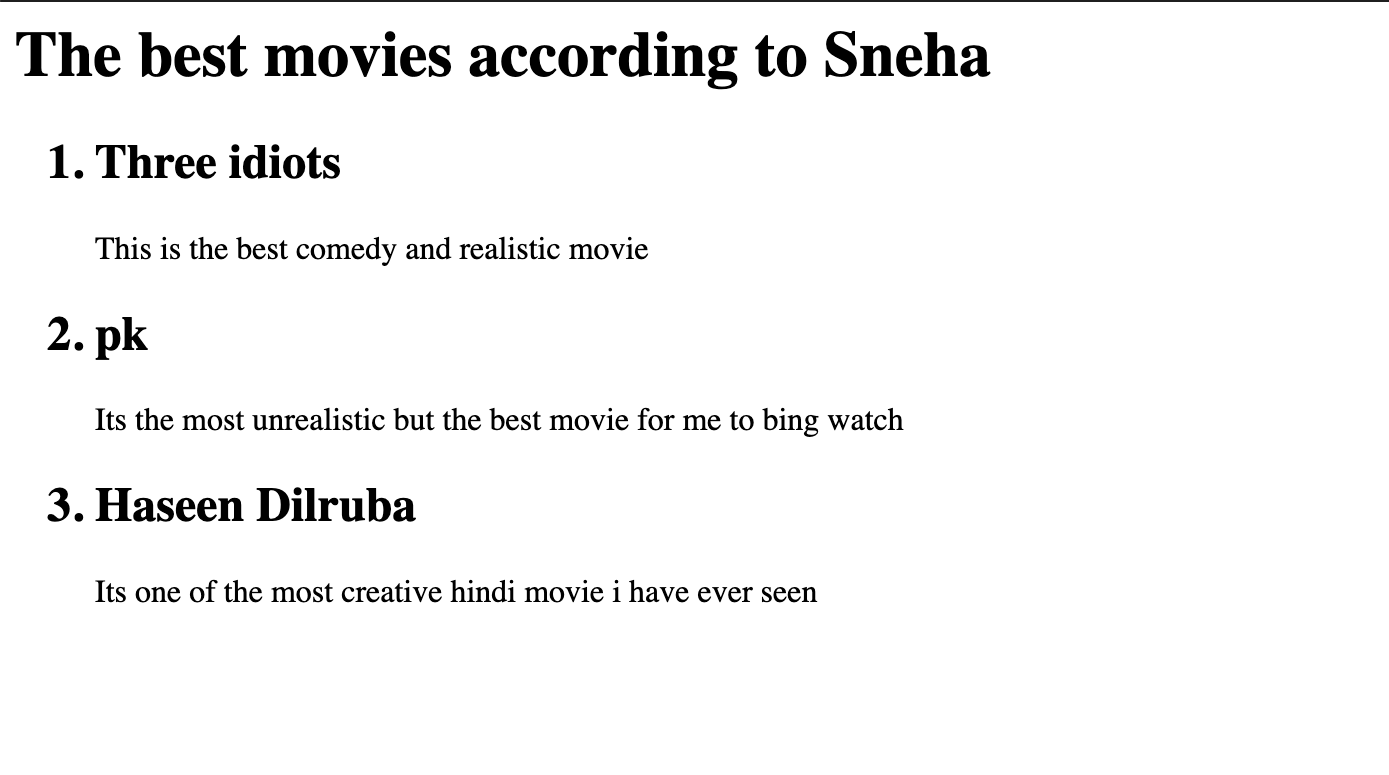 The best movies according to Sneha
1. Three idiots
This is the best comedy and realistic movie
2. pk
Its the most unrealistic but the best movie for me to bing watch
3. Haseen Dilruba
Its one of the most creative hindi movie i have ever seen